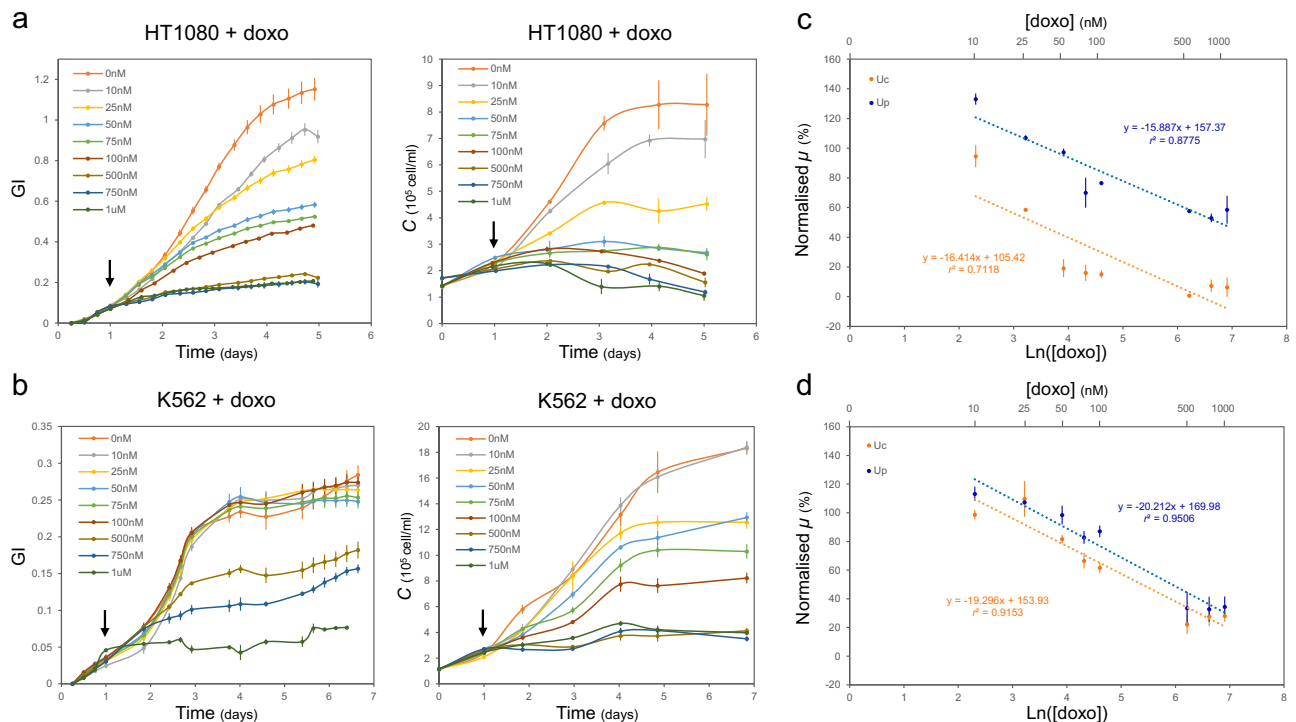 a
HT1080 + doxo
GI
1.2
1
0.8
0.6
0.4
0.2
0
0nM
10nM
25nM
50nM
75nM
100nM
500nM
750nM
1uM
0 1 2 3 4 5 6
Time (days)
HT1080 + doxo
C (10⁵ cell/ml)
10
9
8
7
6
5
4
3
2
1
0
0nM
10nM
25nM
50nM
75nM
100nM
500nM
750nM
1uM
0 1 2 3 4 5 6
Time (days)
c
[doxo] (nM)
0 10 25 50 100 500 1000
Normalised μ (%)
160
140
120
100
80
60
40
20
0
-20
Uc
Up
y = -15.887x + 157.37
r² = 0.8775
y = -16.414x + 105.42
r² = 0.7118
0 1 2 3 4 5 6 7 8
Ln([doxo])
b
K562 + doxo
GI
0.35
0.3
0.25
0.2
0.15
0.1
0.05
0
0nM
10nM
25nM
50nM
75nM
100nM
500nM
750nM
1uM
0 1 2 3 4 5 6 7
Time (days)
K562 + doxo
C (10⁵ cell/ml)
20
18
16
14
12
10
8
6
4
2
0
0nM
10nM
25nM
50nM
75nM
100nM
500nM
750nM
1uM
0 1 2 3 4 5 6 7
Time (days)
d
[doxo] (nM)
0 10 25 50 100 500 1000
Normalised μ (%)
160
140
120
100
80
60
40
20
0
-20
Uc
Up
y = -20.212x + 169.98
r² = 0.9506
y = -19.296x + 153.93
r² = 0.9153
0 1 2 3 4 5 6 7 8
Ln([doxo])